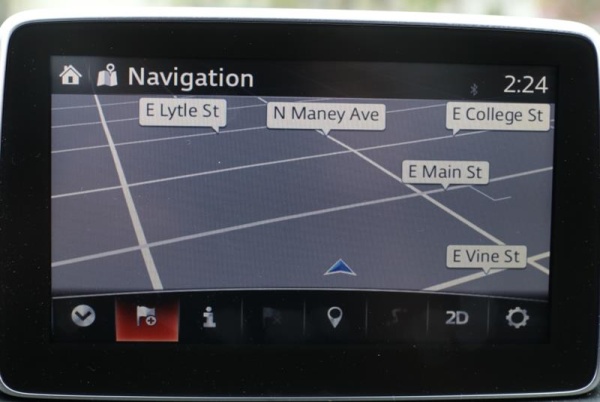 Navigation
2:24
E Lytle St
N Maney Ave
E College St
E Main St
E Vine St
2D